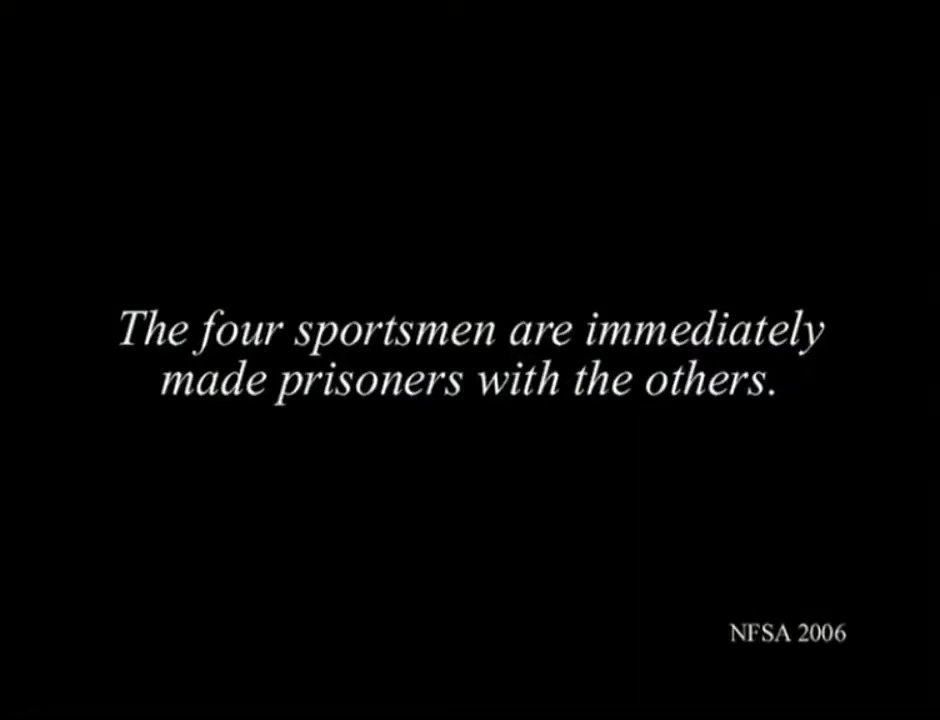 The four sportsmen are immediately
made prisoners with the others.
NFSA 2006